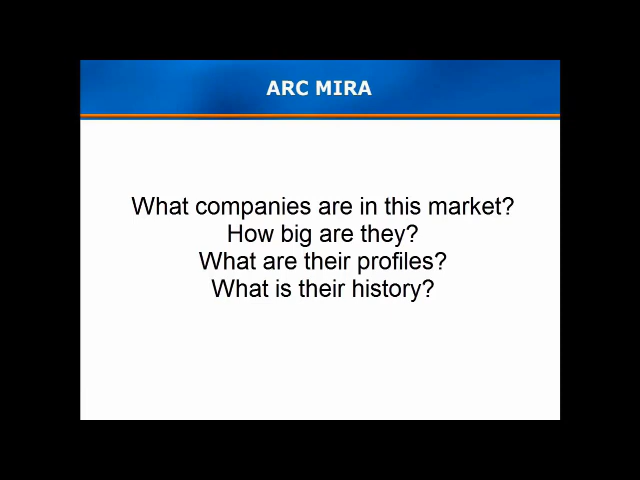 ARC MIRA
What companies are in this market?
How big are they?
What are their profiles?
What is their history?